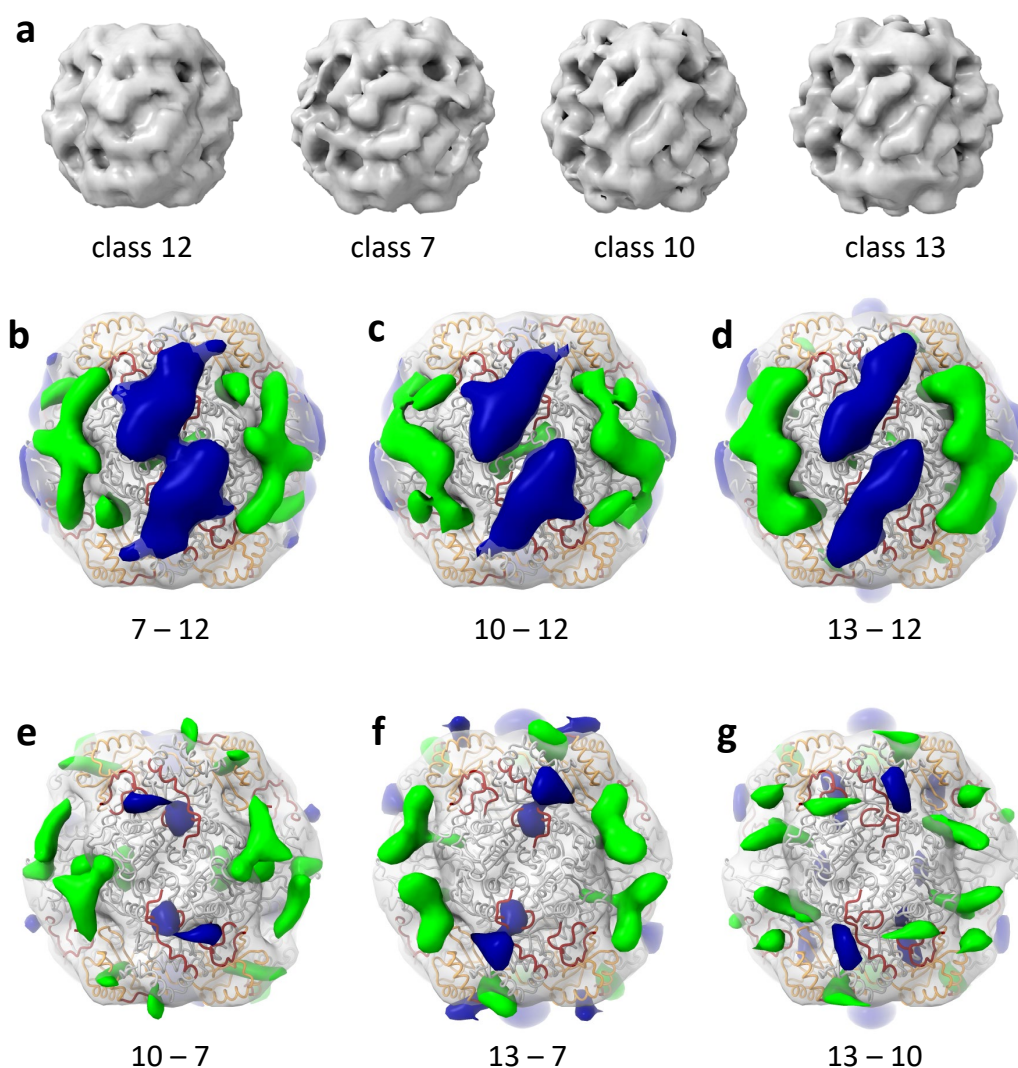 a
class 12 class 7 class 10 class 13
b c d
7 – 12 10 – 12 13 – 12
e f g
10 – 7 13 – 7 13 – 10